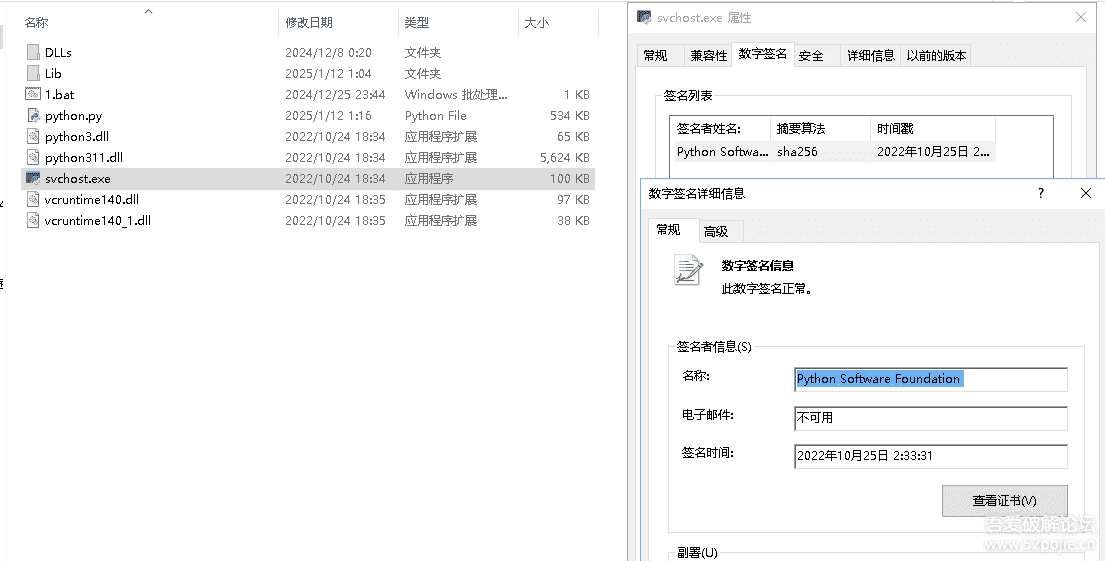 名称 修改日期 类型 大小
DLLs 2024/12/8 0:20 文件夹
Lib 2025/1/12 1:04 文件夹
1.bat 2024/12/25 23:44 Windows 批处理... 1 KB
python.py 2025/1/12 1:16 Python File 534 KB
python3.dll 2022/10/24 18:34 应用程序扩展 65 KB
python311.dll 2022/10/24 18:34 应用程序扩展 5,624 KB
svchost.exe 2022/10/24 18:34 应用程序 100 KB
vcruntime140.dll 2022/10/24 18:35 应用程序扩展 97 KB
vcruntime140_1.dll 2022/10/24 18:35 应用程序扩展 38 KB
svchost.exe 属性
常规 兼容性 数字签名 安全 详细信息 以前的版本
签名列表
签名者姓名: 摘要算法 时间戳
Python Softwa... sha256 2022年10月25日 2...
数字签名详细信息 ?
常规 高级
数字签名信息
此数字签名正常。
签名者信息(S)
名称: Python Software Foundation
电子邮件: 不可用
签名时间: 2022年10月25日 2:33:31
查看证书(V)
副署(U)
吾爱破解论坛
www.52pojie.cn